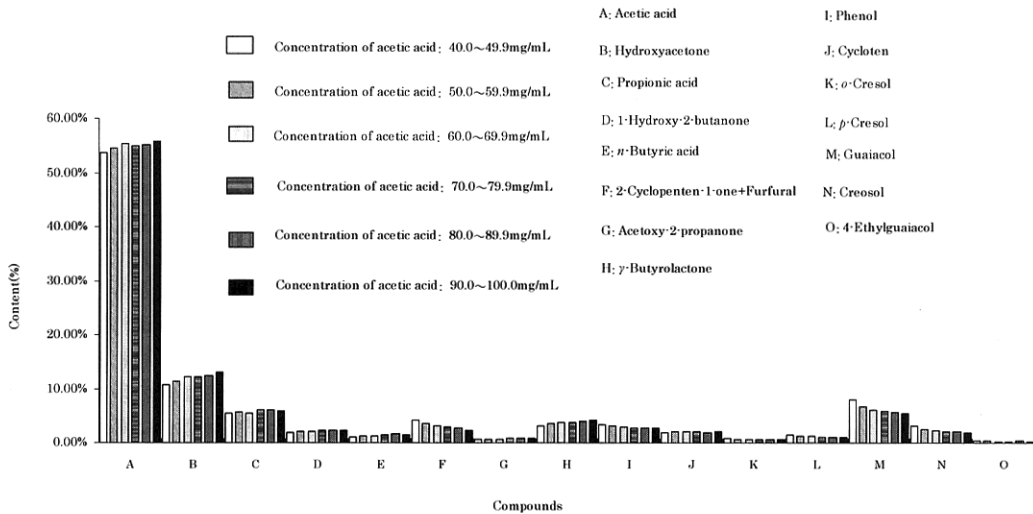 Concentration of acetic acid: 40.0～49.9mg/mL
Concentration of acetic acid: 50.0～59.9mg/mL
Concentration of acetic acid: 60.0～69.9mg/mL
Concentration of acetic acid: 70.0～79.9mg/mL
Concentration of acetic acid: 80.0～89.9mg/mL
Concentration of acetic acid: 90.0～100.0mg/mL
A: Acetic acid
B: Hydroxyacetone
C: Propionic acid
D: 1-Hydroxy-2-butanone
E: n-Butyric acid
F: 2-Cyclopenten-1-one+Furfural
G: Acetoxy-2-propanone
H: γ-Butyrolactone
I: Phenol
J: Cycloten
K: o-Cresol
L: p-Cresol
M: Guaiacol
N: Creosol
O: 4-Ethylguaiacol
Content(%)
60.00%
50.00%
40.00%
30.00%
20.00%
10.00%
0.00%
A B C D E F G H I J K L M N O
Compounds